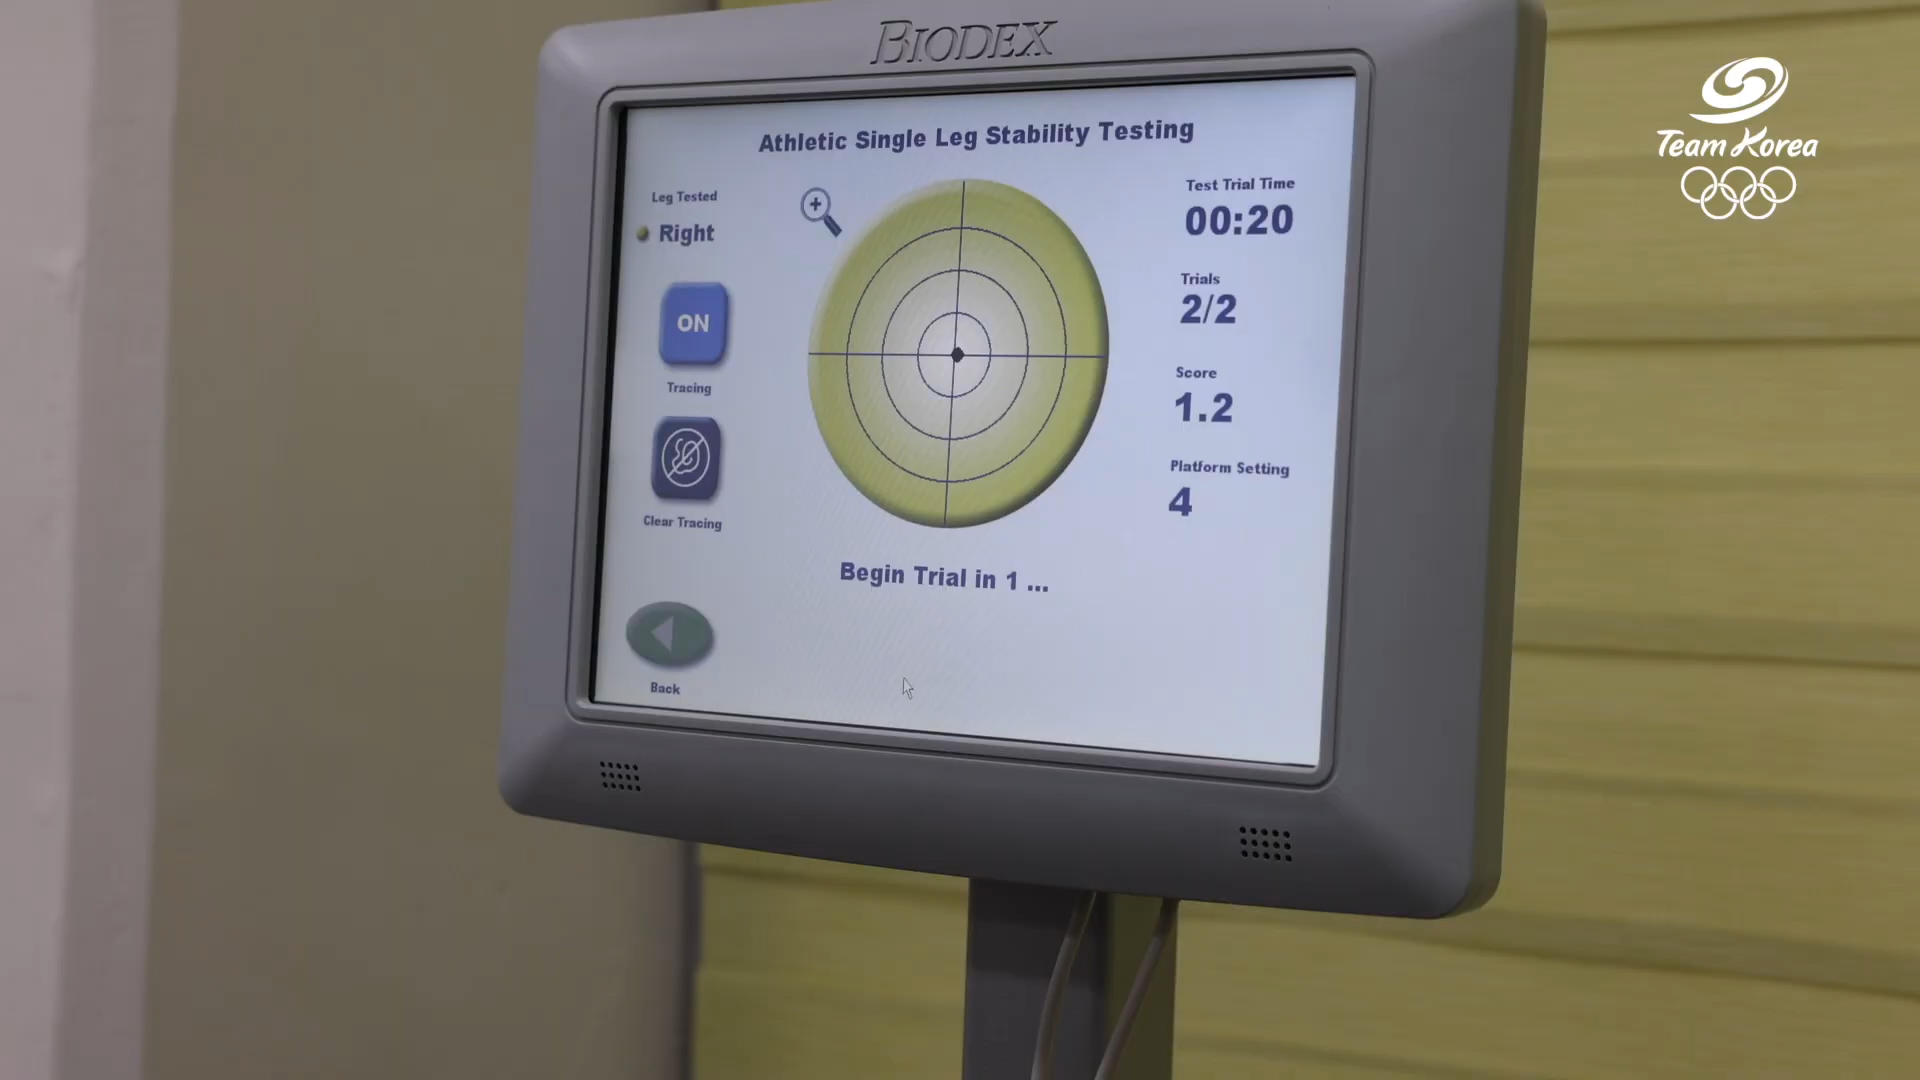 BIODEX
Athletic Single Leg Stability Testing
Leg Tested
Right
ON
Tracing
Clear Tracing
Back
Test Trial Time
00:20
Trials
2/2
Score
1.2
Platform Setting
4
Begin Trial in 1 ...
Team Korea